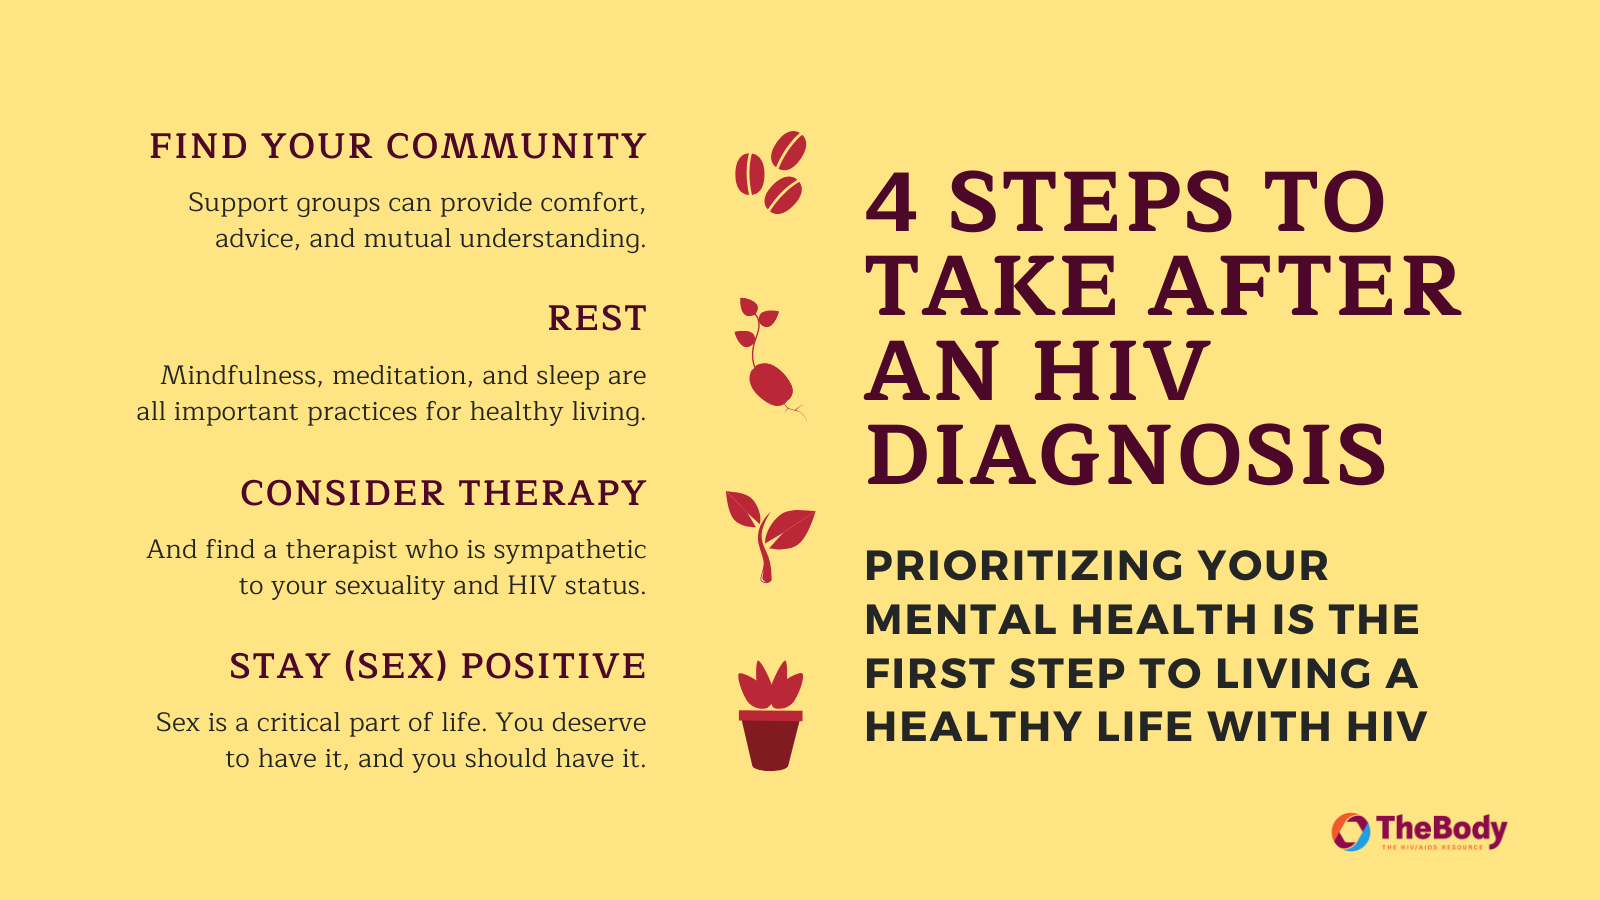 FIND YOUR COMMUNITY
Support groups can provide comfort,
advice, and mutual understanding.
REST
Mindfulness, meditation, and sleep are
all important practices for healthy living.
CONSIDER THERAPY
And find a therapist who is sympathetic
to your sexuality and HIV status.
STAY (SEX) POSITIVE
Sex is a critical part of life. You deserve
to have it, and you should have it.
4 STEPS TO
TAKE AFTER
AN HIV
DIAGNOSIS
PRIORITIZING YOUR
MENTAL HEALTH IS THE
FIRST STEP TO LIVING A
HEALTHY LIFE WITH HIV
TheBody
THE HIV/AIDS RESOURCE